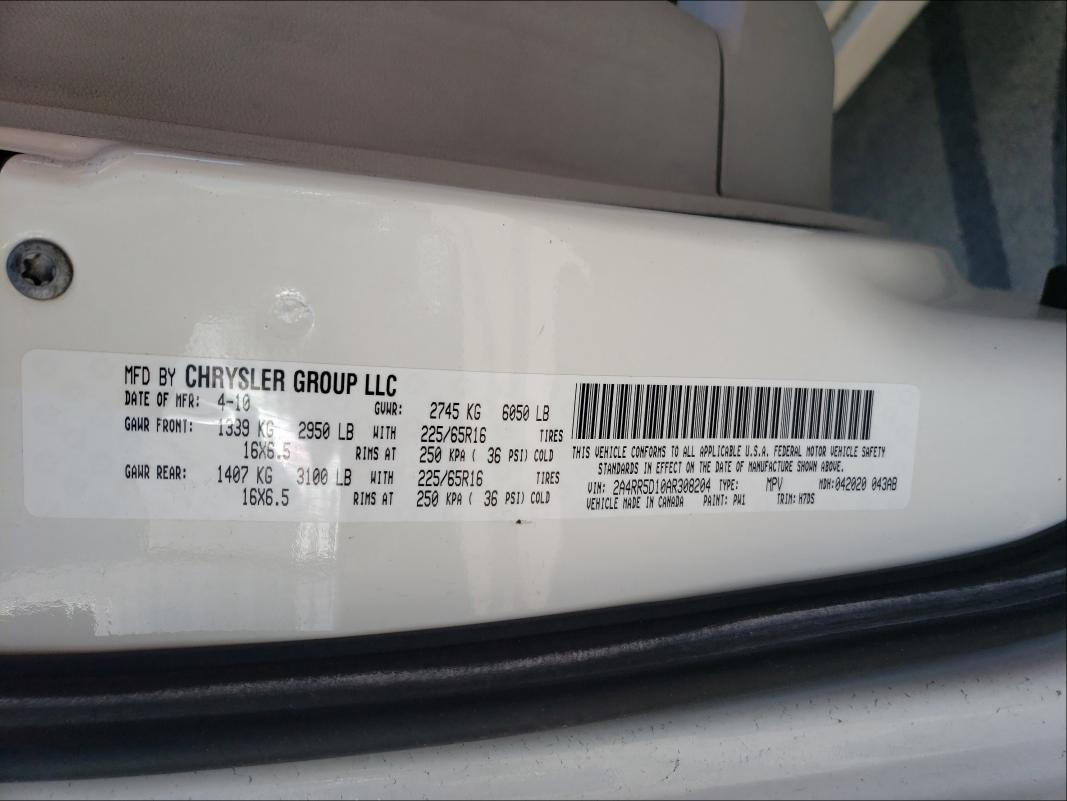 MFD BY CHRYSLER GROUP LLC
DATE OF MFR: 4-10 GVWR: 2745 KG 6050 LB
GAWR FRONT: 1339 KG 2950 LB WITH 225/65R16 TIRES
16X6.5 RIMS AT 250 KPA ( 36 PSI) COLD
GAWR REAR: 1407 KG 3100 LB WITH 225/65R16 TIRES
16X6.5 RIMS AT 250 KPA ( 36 PSI) COLD
THIS VEHICLE CONFORMS TO ALL APPLICABLE U.S.A. FEDERAL MOTOR VEHICLE SAFETY
STANDARDS IN EFFECT ON THE DATE OF MANUFACTURE SHOWN ABOVE.
VIN: 2A4RR5D10AR308204 TYPE: MPV MDH:042020 043AB
VEHICLE MADE IN CANADA PAINT: PW1 TRIM: H7DS